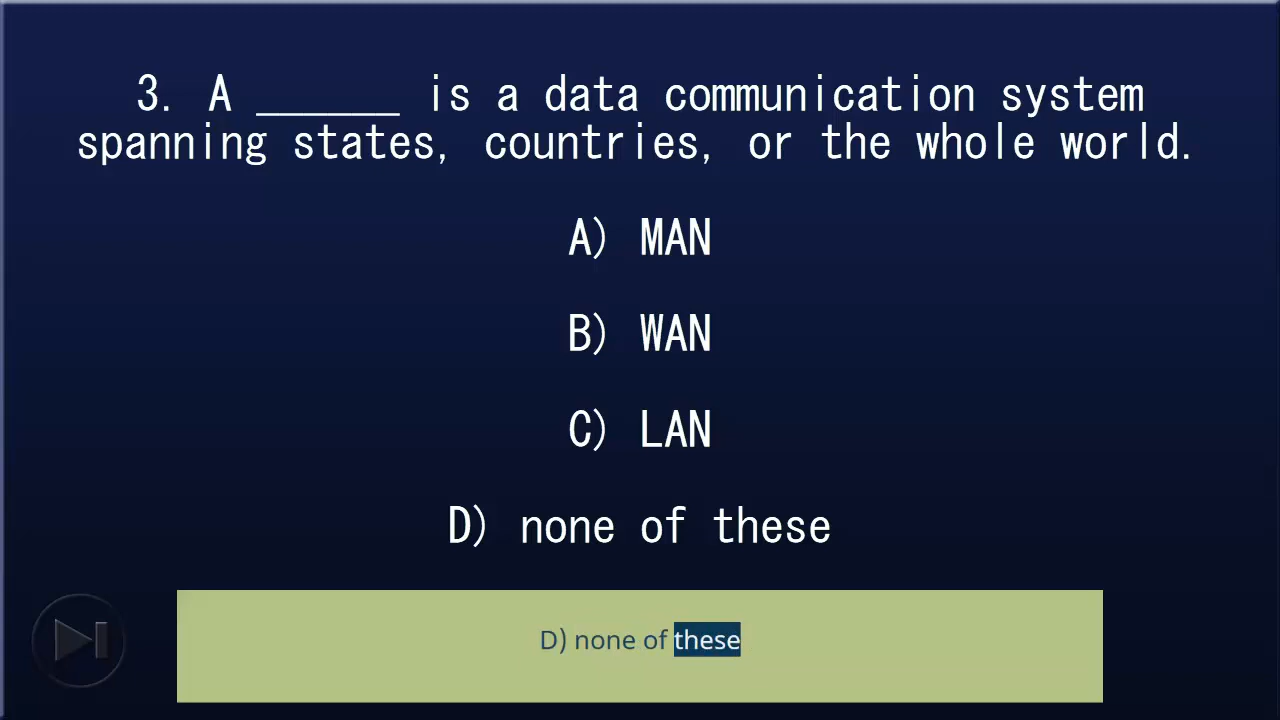 3. A ______ is a data communication system
spanning states, countries, or the whole world.
A) MAN
B) WAN
C) LAN
D) none of these
D) none of these